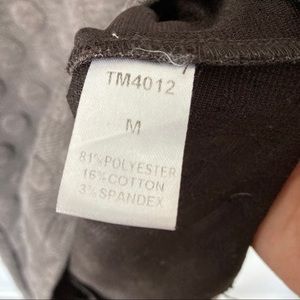 TM4012
M
81% POLYESTER
16% COTTON
3% SPANDEX